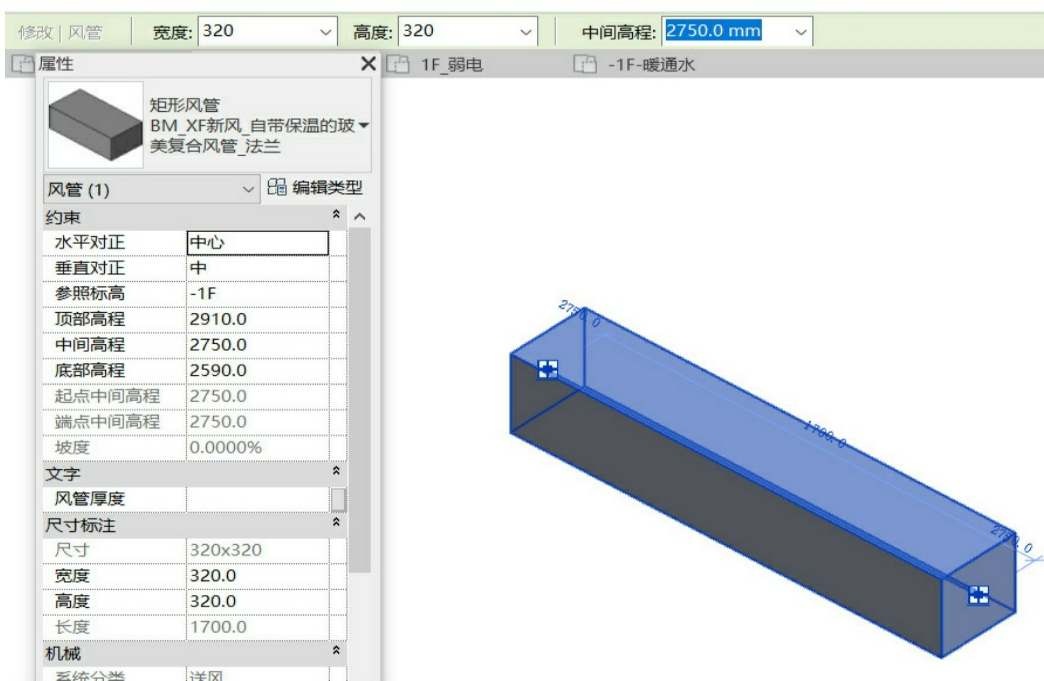 修改 | 风管 宽度: 320 高度: 320 中间高程: 2750.0 mm
属性 1F_弱电 -1F-暖通水
矩形风管
BM_XF新风_自带保温的玻
美复合风管_法兰
风管 (1) 编辑类型
约束
水平对正 中心
垂直对正 中
参照标高 -1F
顶部高程 2910.0
中间高程 2750.0
底部高程 2590.0
起点中间高程 2750.0
端点中间高程 2750.0
坡度 0.0000%
文字
风管厚度
尺寸标注
尺寸 320x320
宽度 320.0
高度 320.0
长度 1700.0
机械
系统分类 送风
2750.0
1700.0
2750.0